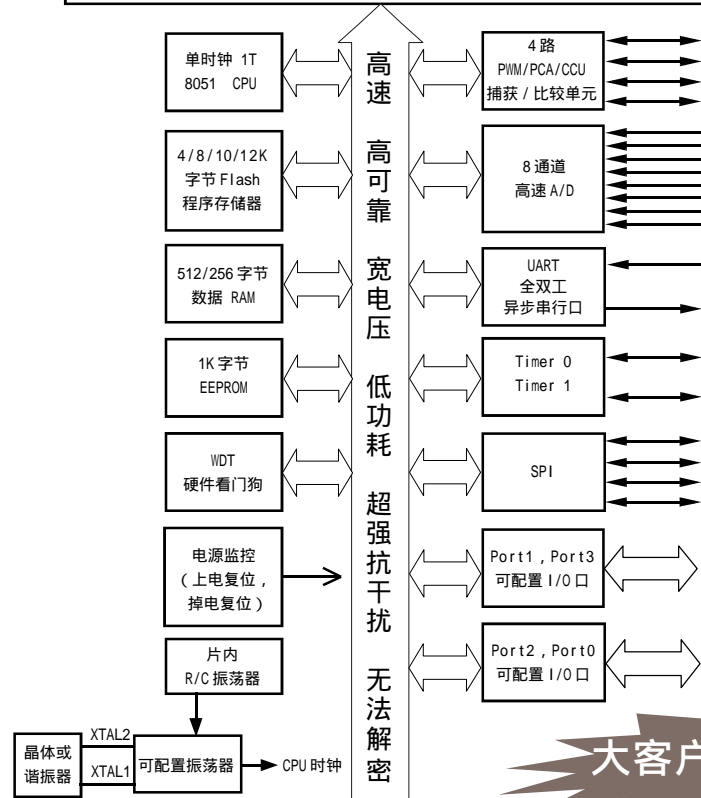 单时钟 1T
8051 CPU
4/8/10/12K
字节 Flash
程序存储器
512/256 字节
数据 RAM
1K 字节
EEPROM
WDT
硬件看门狗
电源监控
（上电复位，
掉电复位）
片内
R/C 振荡器
晶体或
谐振器
XTAL2
XTAL1
可配置振荡器
CPU 时钟
高速 高可靠 宽电压 低功耗 超强抗干扰 无法解密
4 路
PWM/PCA/CCU
捕获 / 比较单元
8 通道
高速 A/D
UART
全双工
异步串行口
Timer 0
Timer 1
SPI
Port1，Port3
可配置 I/O 口
Port2，Port0
可配置 I/O 口
大客户